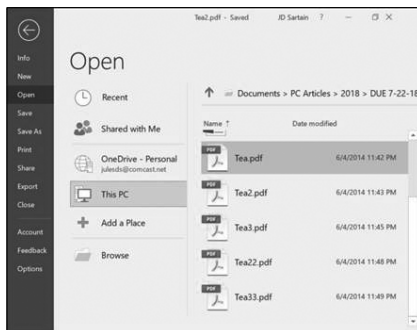 Tea2.pdf - Saved
JD Sartain
?
Info
New
Open
Save
Save As
Print
Share
Export
Close
Account
Feedback
Options
Open
Recent
Shared with Me
OneDrive - Personal
julesds@comcast.net
This PC
Add a Place
Browse
Documents > PC Articles > 2018 > DUE 7-22-18
Name ↑ Date modified
PDF Tea.pdf 6/4/2014 11:42 PM
PDF Tea2.pdf 6/4/2014 11:43 PM
PDF Tea3.pdf 6/4/2014 11:45 PM
PDF Tea22.pdf 6/4/2014 11:48 PM
PDF Tea33.pdf 6/4/2014 11:49 PM